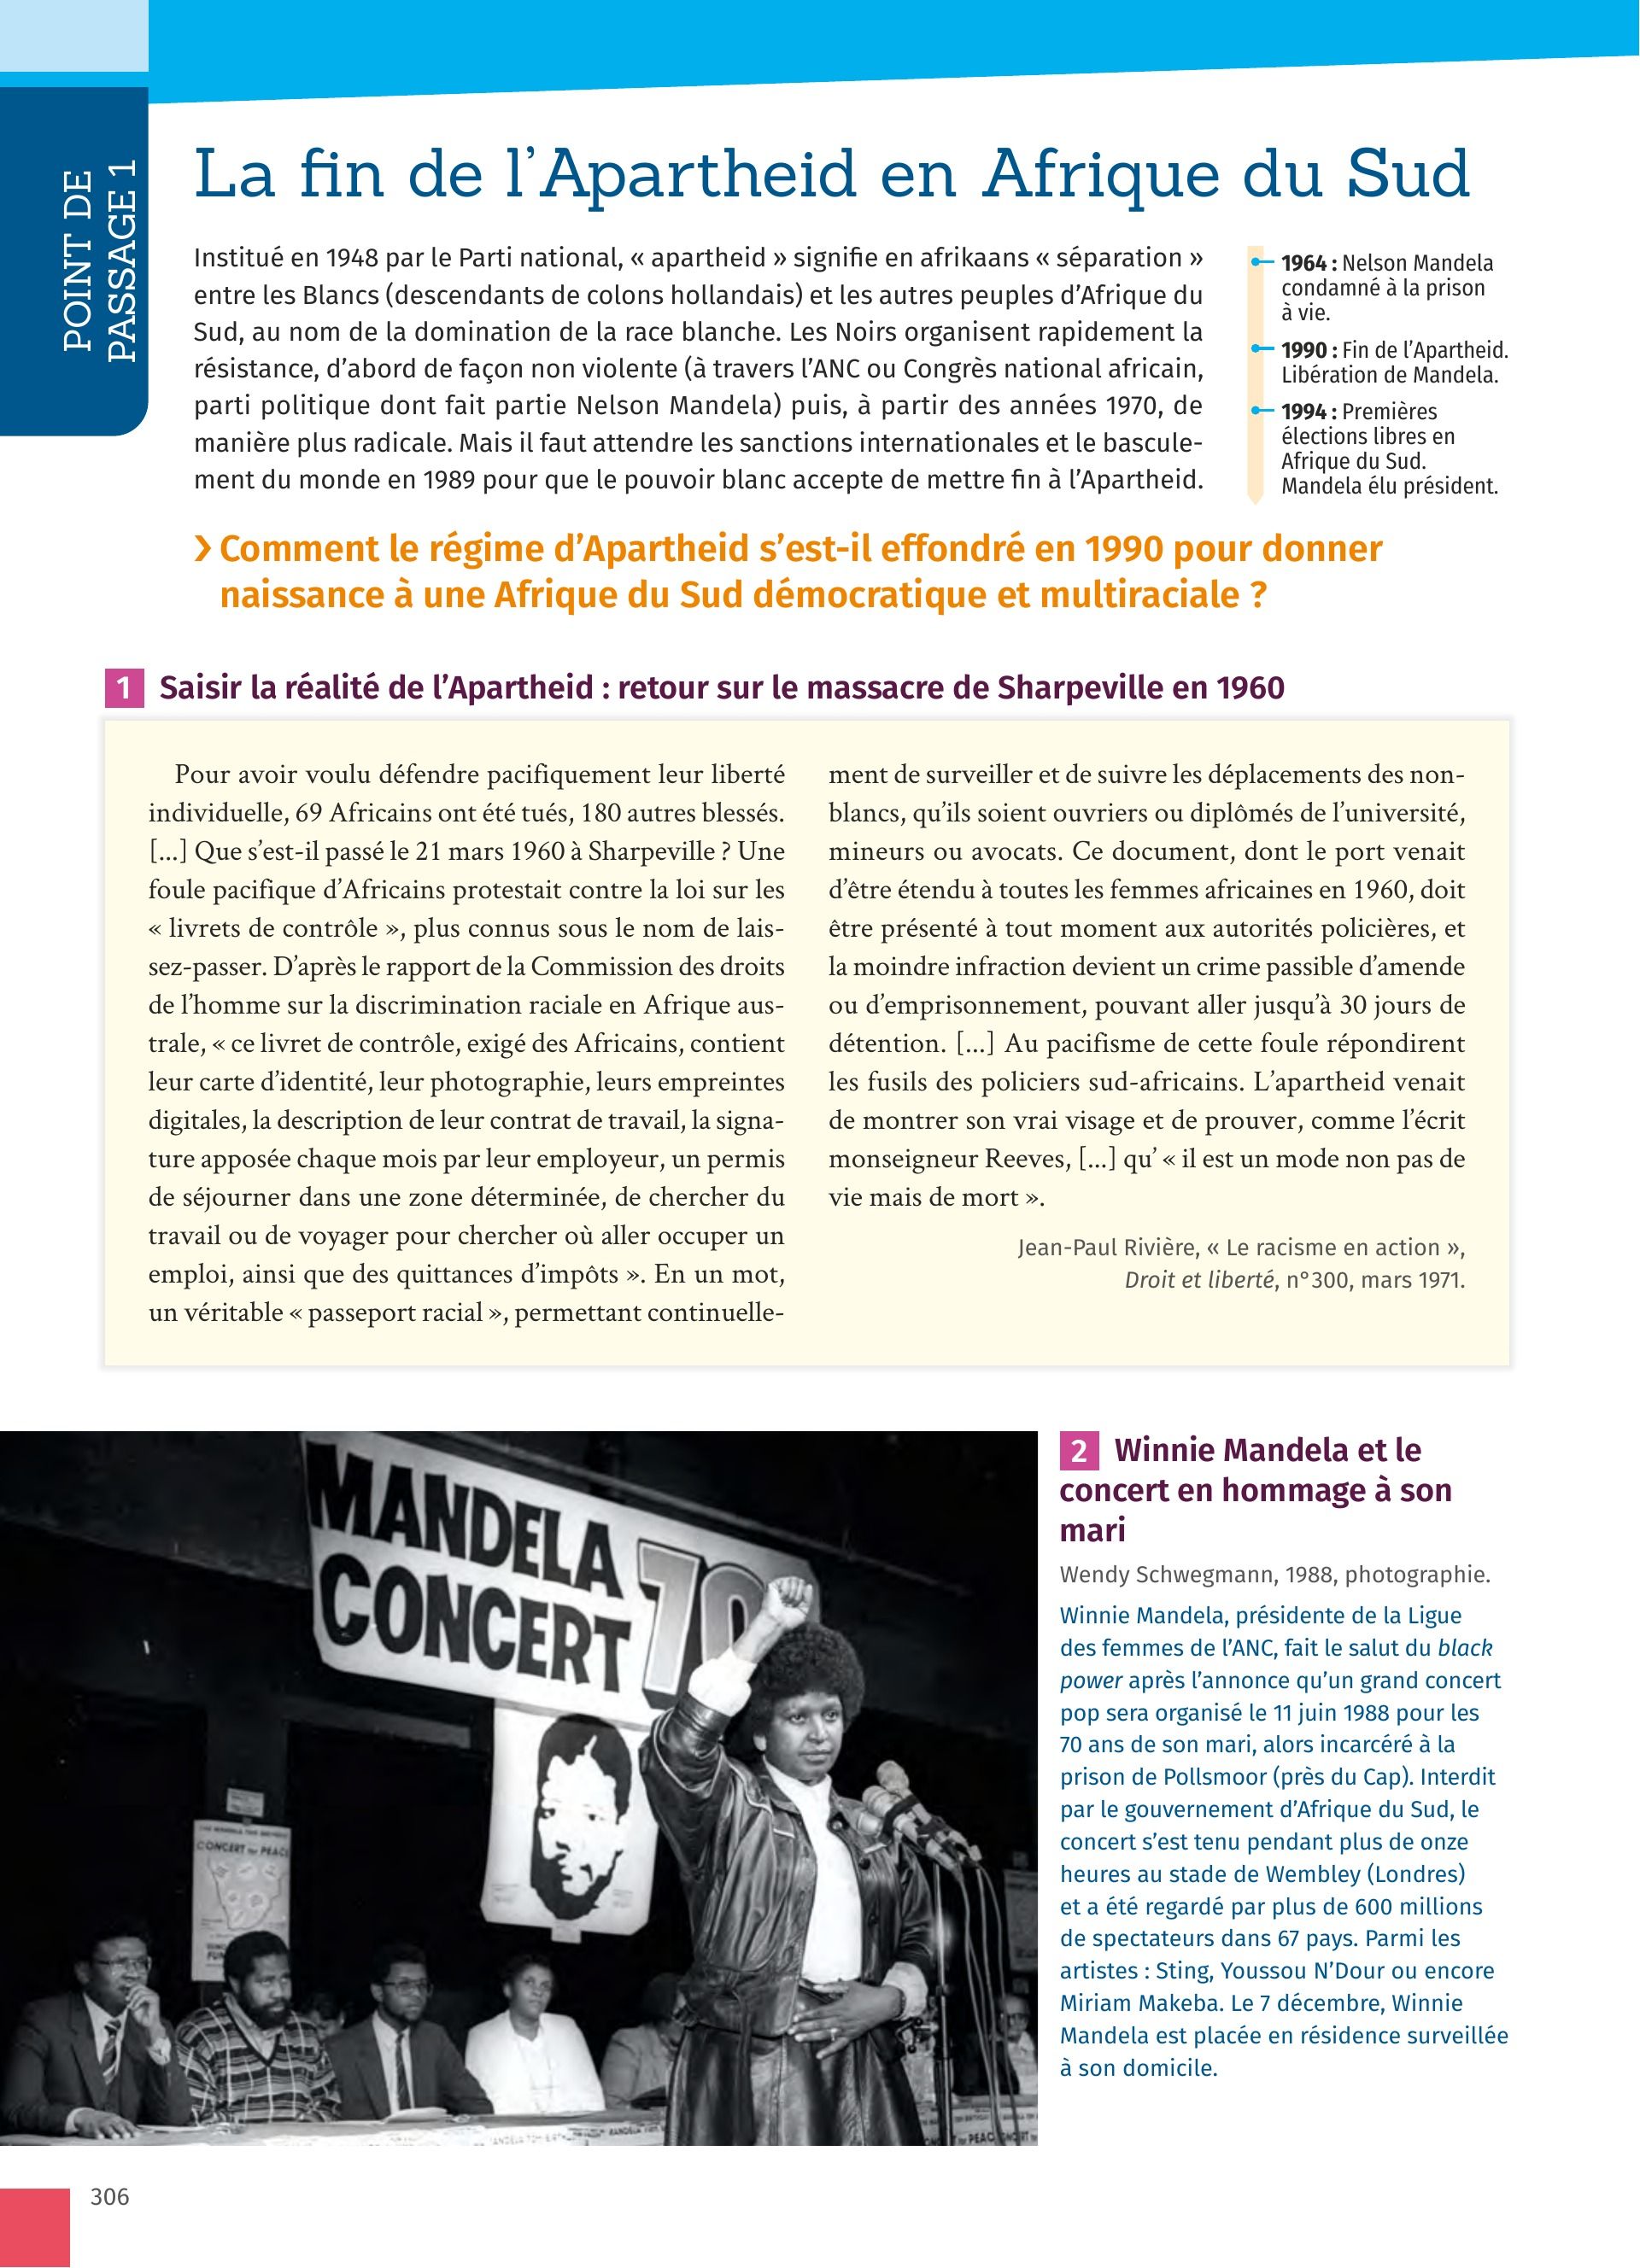 POINT DE
PASSAGE 1
La fin de l’Apartheid en Afrique du Sud
Institué en 1948 par le Parti national, « apartheid » signifie en afrikaans « séparation »
entre les Blancs (descendants de colons hollandais) et les autres peuples d’Afrique du
Sud, au nom de la domination de la race blanche. Les Noirs organisent rapidement la
résistance, d’abord de façon non violente (à travers l’ANC ou Congrès national africain,
parti politique dont fait partie Nelson Mandela) puis, à partir des années 1970, de
manière plus radicale. Mais il faut attendre les sanctions internationales et le bascule-
ment du monde en 1989 pour que le pouvoir blanc accepte de mettre fin à l’Apartheid.
1964 : Nelson Mandela
condamné à la prison
à vie.
1990 : Fin de l’Apartheid.
Libération de Mandela.
1994 : Premières
élections libres en
Afrique du Sud.
Mandela élu président.
› Comment le régime d’Apartheid s’est-il effondré en 1990 pour donner
naissance à une Afrique du Sud démocratique et multiraciale ?
1 Saisir la réalité de l’Apartheid : retour sur le massacre de Sharpeville en 1960
Pour avoir voulu défendre pacifiquement leur liberté
individuelle, 69 Africains ont été tués, 180 autres blessés.
[...] Que s’est-il passé le 21 mars 1960 à Sharpeville ? Une
foule pacifique d’Africains protestait contre la loi sur les
« livrets de contrôle », plus connus sous le nom de lais-
sez-passer. D’après le rapport de la Commission des droits
de l’homme sur la discrimination raciale en Afrique aus-
trale, « ce livret de contrôle, exigé des Africains, contient
leur carte d’identité, leur photographie, leurs empreintes
digitales, la description de leur contrat de travail, la signa-
ture apposée chaque mois par leur employeur, un permis
de séjourner dans une zone déterminée, de chercher du
travail ou de voyager pour chercher où aller occuper un
emploi, ainsi que des quittances d’impôts ». En un mot,
un véritable « passeport racial », permettant continuelle-
ment de surveiller et de suivre les déplacements des non-
blancs, qu’ils soient ouvriers ou diplômés de l’université,
mineurs ou avocats. Ce document, dont le port venait
d’être étendu à toutes les femmes africaines en 1960, doit
être présenté à tout moment aux autorités policières, et
la moindre infraction devient un crime passible d’amende
ou d’emprisonnement, pouvant aller jusqu’à 30 jours de
détention. [...] Au pacifisme de cette foule répondirent
les fusils des policiers sud-africains. L’apartheid venait
de montrer son vrai visage et de prouver, comme l’écrit
monseigneur Reeves, [...] qu’ « il est un mode non pas de
vie mais de mort ».
Jean-Paul Rivière, « Le racisme en action »,
Droit et liberté, n°300, mars 1971.
MANDELA
CONCERT 70
CONCERT for PEACE
2 Winnie Mandela et le
concert en hommage à son
mari
Wendy Schwegmann, 1988, photographie.
Winnie Mandela, présidente de la Ligue
des femmes de l’ANC, fait le salut du black
power après l’annonce qu’un grand concert
pop sera organisé le 11 juin 1988 pour les
70 ans de son mari, alors incarcéré à la
prison de Pollsmoor (près du Cap). Interdit
par le gouvernement d’Afrique du Sud, le
concert s’est tenu pendant plus de onze
heures au stade de Wembley (Londres)
et a été regardé par plus de 600 millions
de spectateurs dans 67 pays. Parmi les
artistes : Sting, Youssou N’Dour ou encore
Miriam Makeba. Le 7 décembre, Winnie
Mandela est placée en résidence surveillée
à son domicile.
306